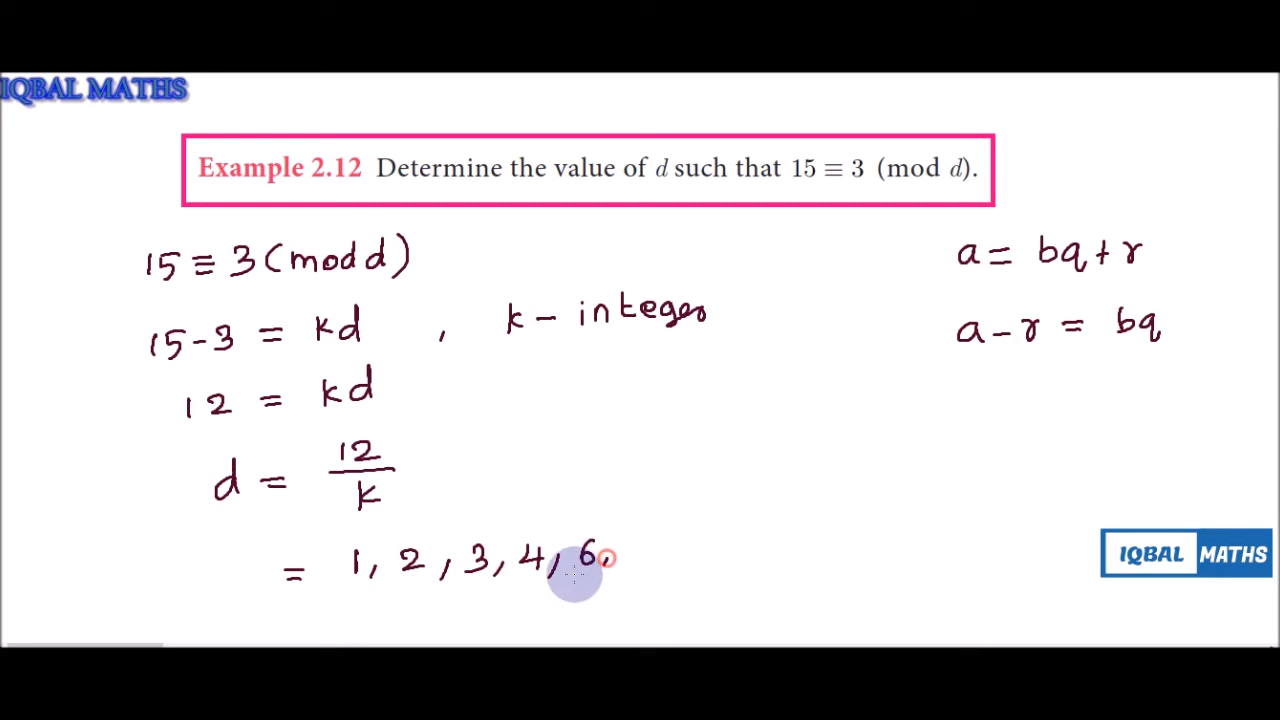 IQBAL MATHS
Example 2.12 Determine the value of d such that 15 ≡ 3 (mod d).
15 ≡ 3 (mod d)
a = bq + r
15 - 3 = kd , k - integer
a - r = bq
12 = kd
d = 12/k
= 1, 2, 3, 4, 6,
IQBAL MATHS